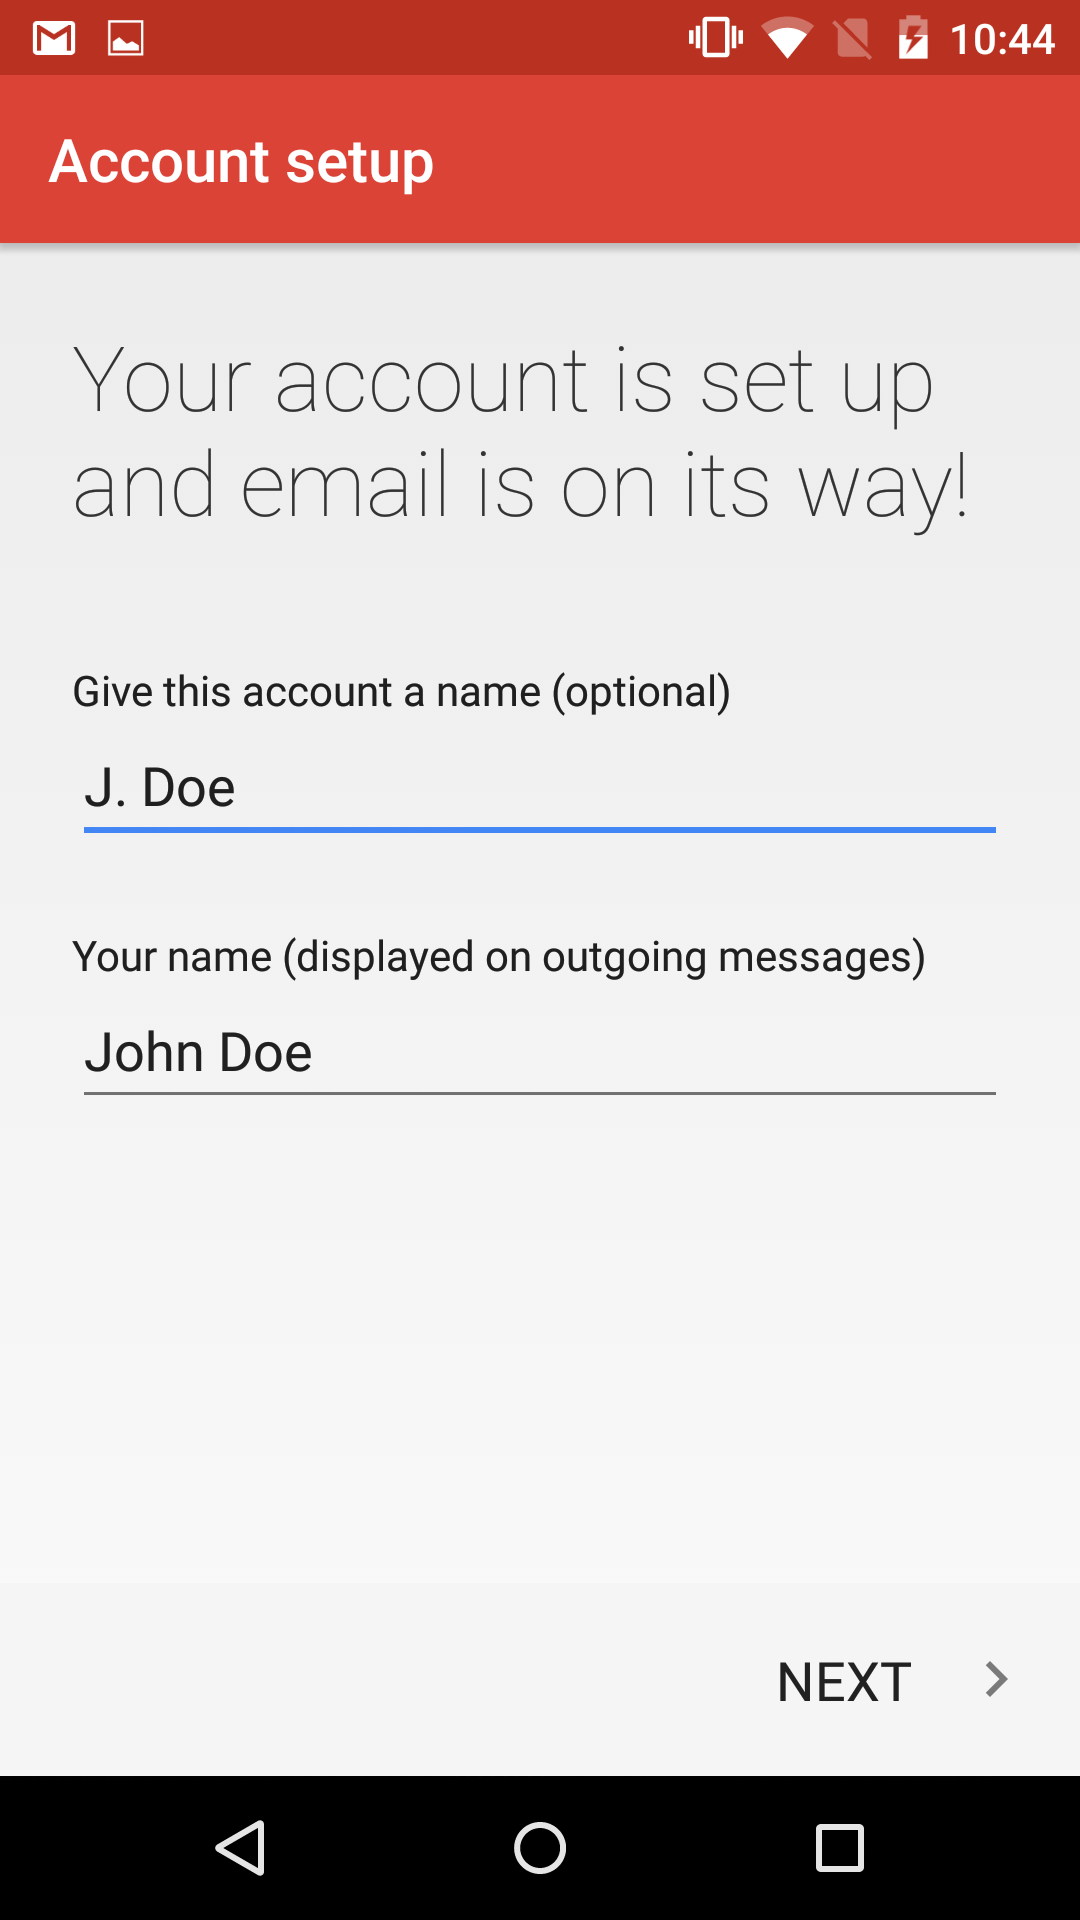 10:44
Account setup
Your account is set up
and email is on its way!
Give this account a name (optional)
J. Doe
Your name (displayed on outgoing messages)
John Doe
NEXT